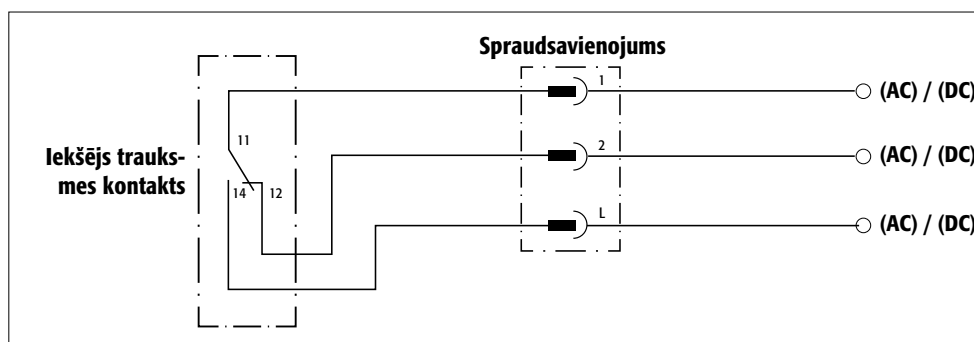 Spraudsavienojums
1
(AC) / (DC)
11
2
(AC) / (DC)
Iekšējs trauks-
mes kontakts
14
12
L
(AC) / (DC)